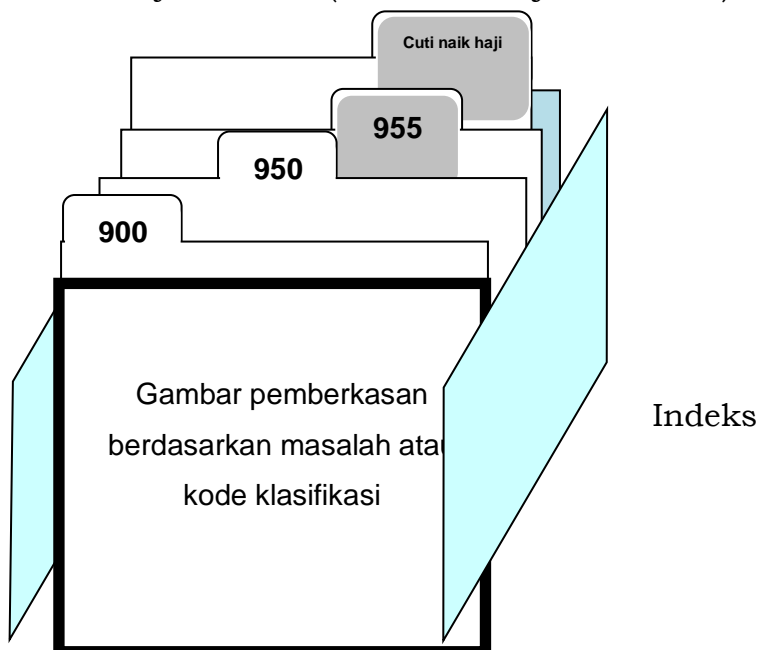 Cuti naik haji
955
950
900
Gambar pemberkasan
berdasarkan masalah atau
kode klasifikasi
Indeks